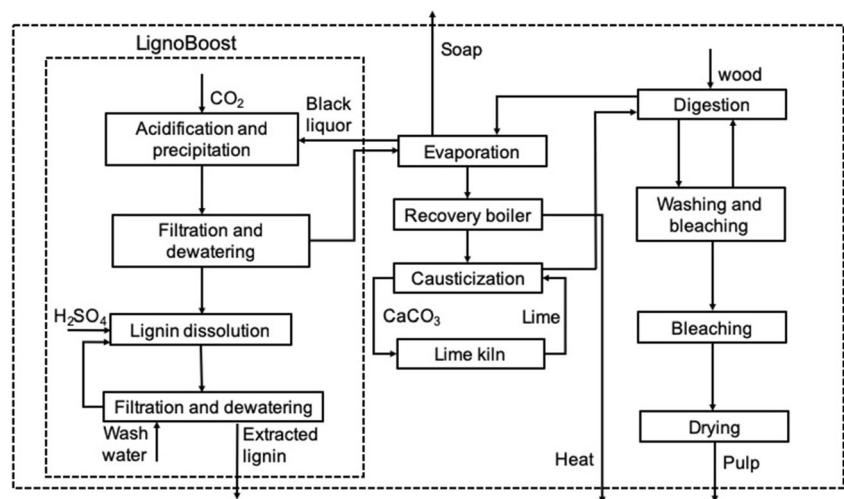 LignoBoost
CO₂
Acidification and
precipitation
Black
liquor
Filtration and
dewatering
H₂SO₄
Lignin dissolution
Filtration and dewatering
Wash
water
Extracted
lignin
Soap
Evaporation
Recovery boiler
Causticization
CaCO₃
Lime
Lime kiln
Heat
wood
Digestion
Washing and
bleaching
Bleaching
Drying
Pulp